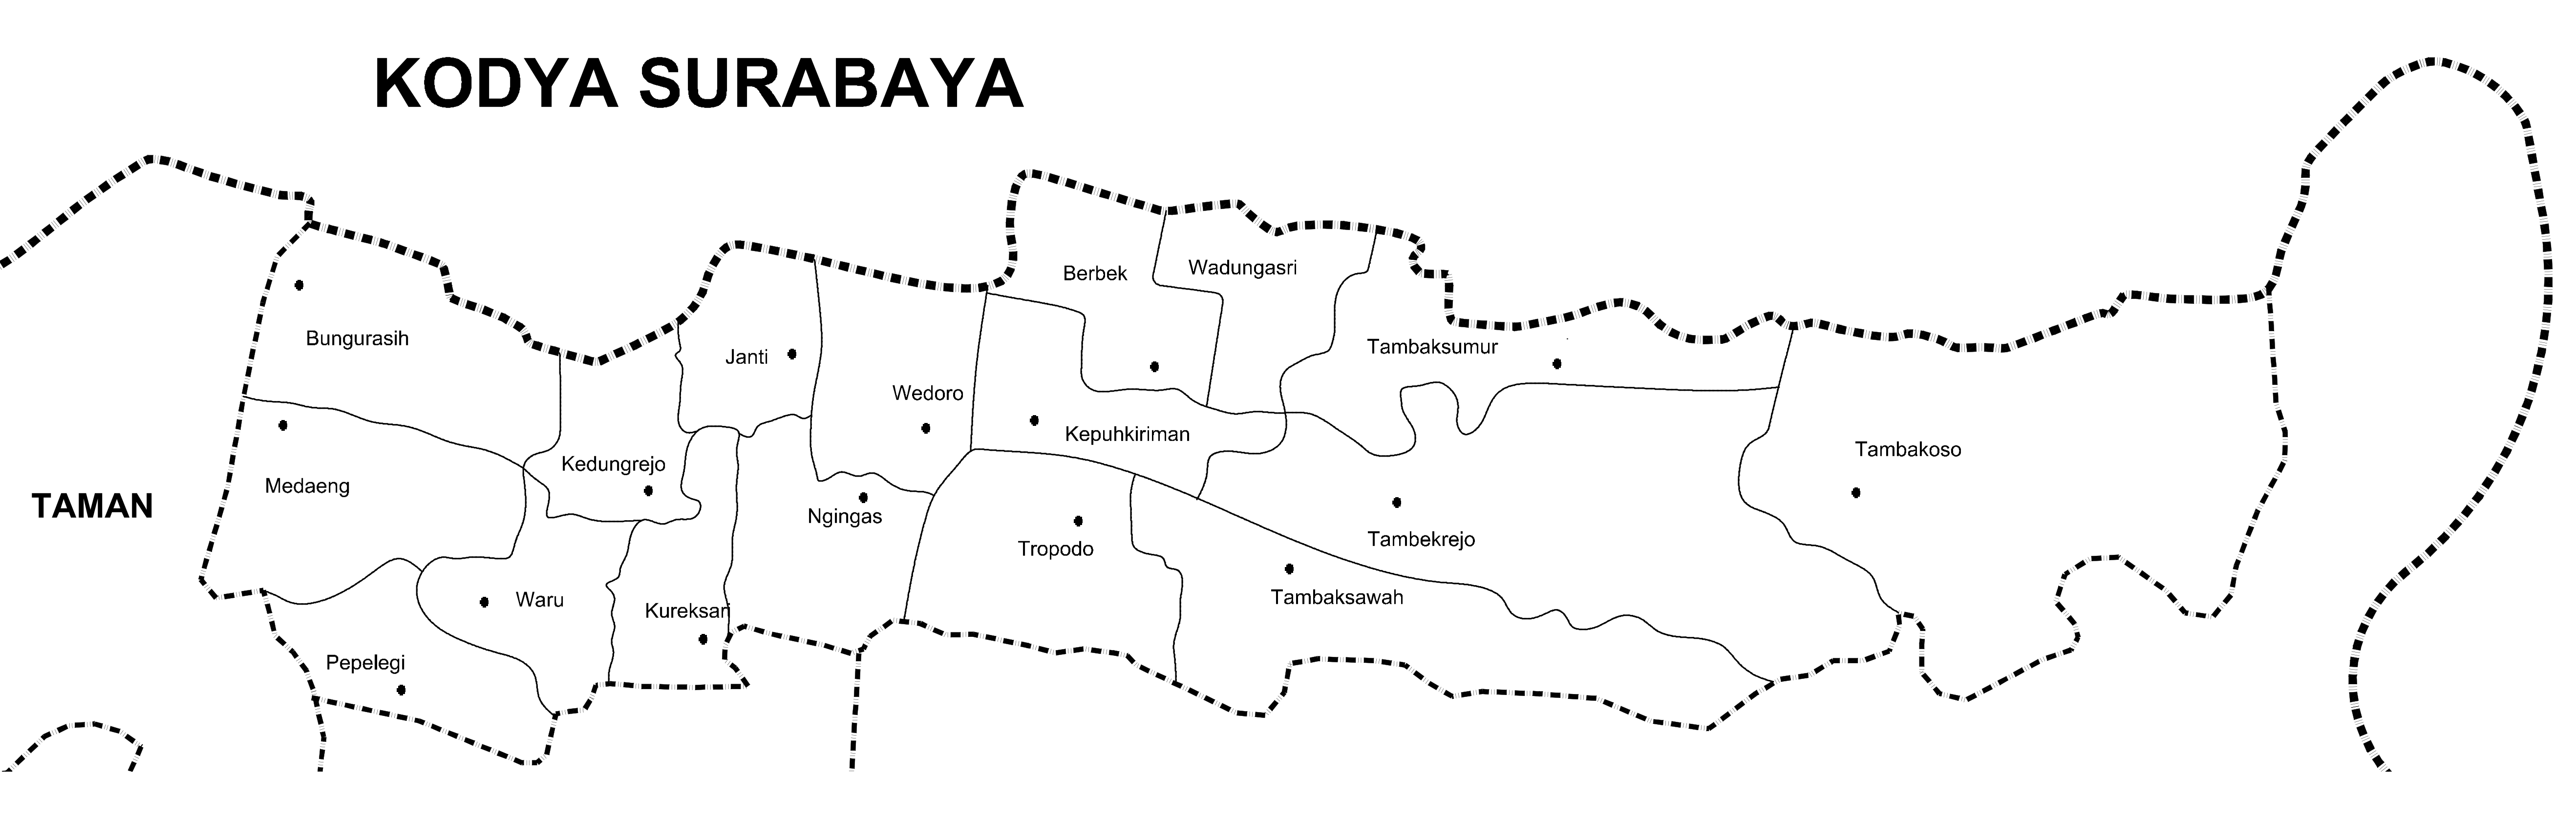 KODYA SURABAYA
Berbek
Wadungasri
Bungurasih
Janti
Tambaksumur
Wedoro
Kepuhkiriman
Tambakoso
Kedungrejo
Medaeng
TAMAN
Ngingas
Tropodo
Tambekrejo
Tambaksawah
Waru
Kureksari
Pepelegi